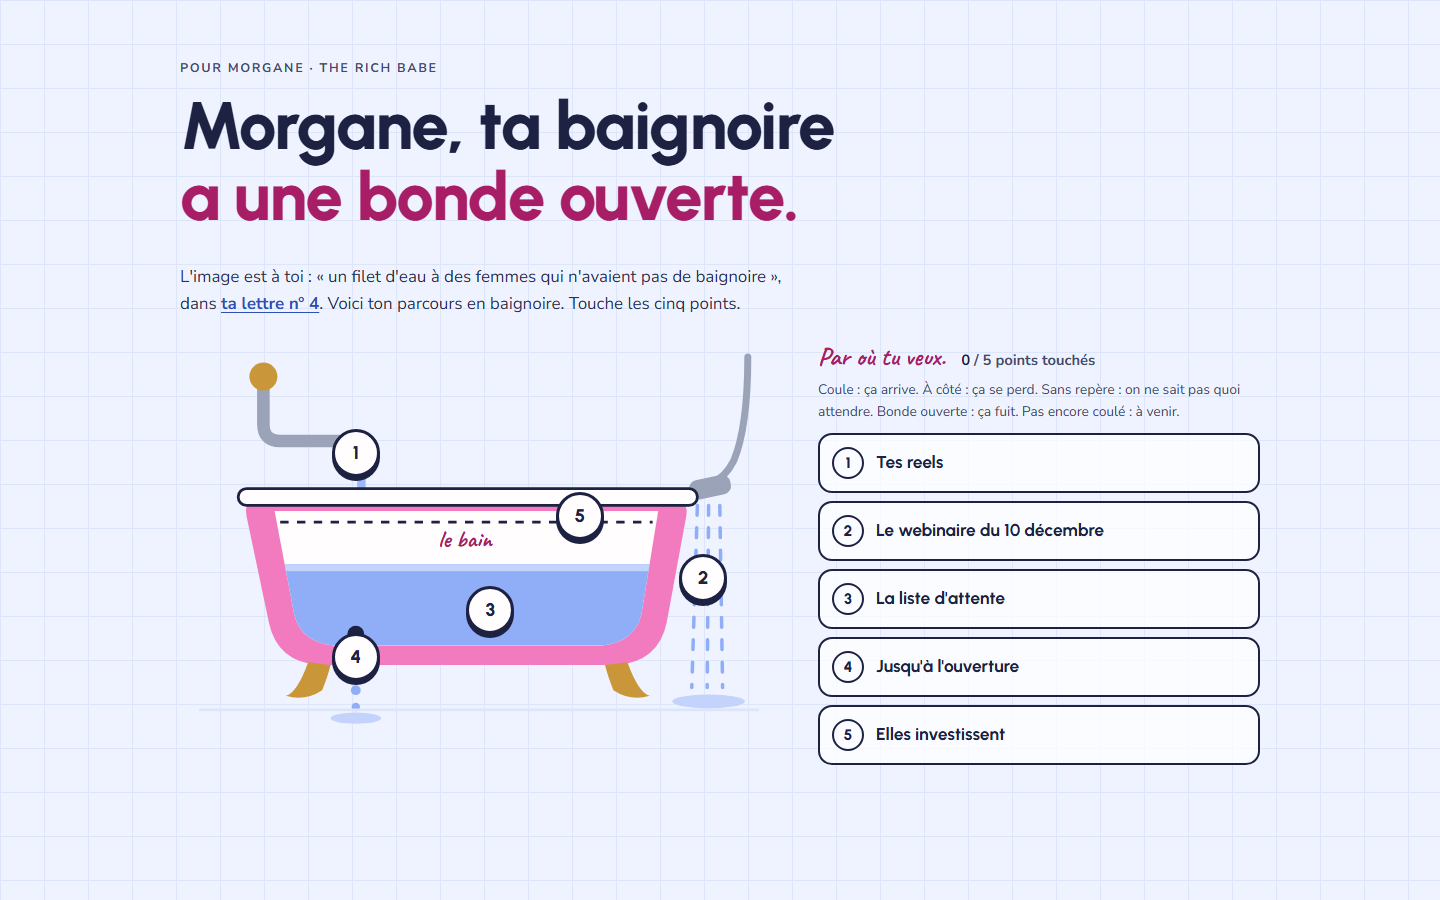 POUR MORGANE · THE RICH BABE
Morgane, ta baignoire
a une bonde ouverte.
L'image est à toi : « un filet d'eau à des femmes qui n'avaient pas de baignoire »,
dans ta lettre n° 4. Voici ton parcours en baignoire. Touche les cinq points.
1
5
le bain
2
3
4
Par où tu veux. 0 / 5 points touchés
Coule : ça arrive. À côté : ça se perd. Sans repère : on ne sait pas quoi
attendre. Bonde ouverte : ça fuit. Pas encore coulé : à venir.
1 Tes reels
2 Le webinaire du 10 décembre
3 La liste d'attente
4 Jusqu'à l'ouverture
5 Elles investissent